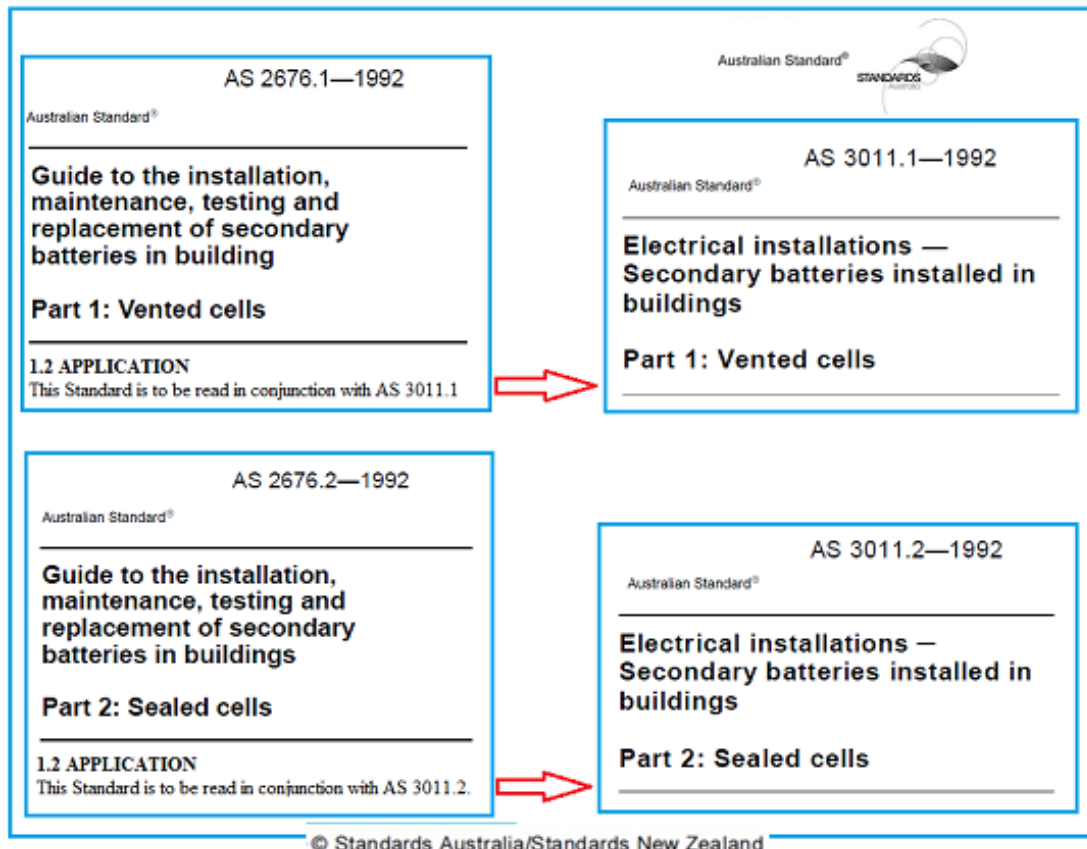 Australian Standard®
STANDARDS
Australia
AS 2676.1—1992
Australian Standard®
Guide to the installation,
maintenance, testing and
replacement of secondary
batteries in building
Part 1: Vented cells
1.2 APPLICATION
This Standard is to be read in conjunction with AS 3011.1
AS 3011.1—1992
Australian Standard®
Electrical installations —
Secondary batteries installed in
buildings
Part 1: Vented cells
AS 2676.2—1992
Australian Standard®
Guide to the installation,
maintenance, testing and
replacement of secondary
batteries in buildings
Part 2: Sealed cells
1.2 APPLICATION
This Standard is to be read in conjunction with AS 3011.2.
AS 3011.2—1992
Australian Standard®
Electrical installations —
Secondary batteries installed in
buildings
Part 2: Sealed cells
© Standards Australia/Standards New Zealand